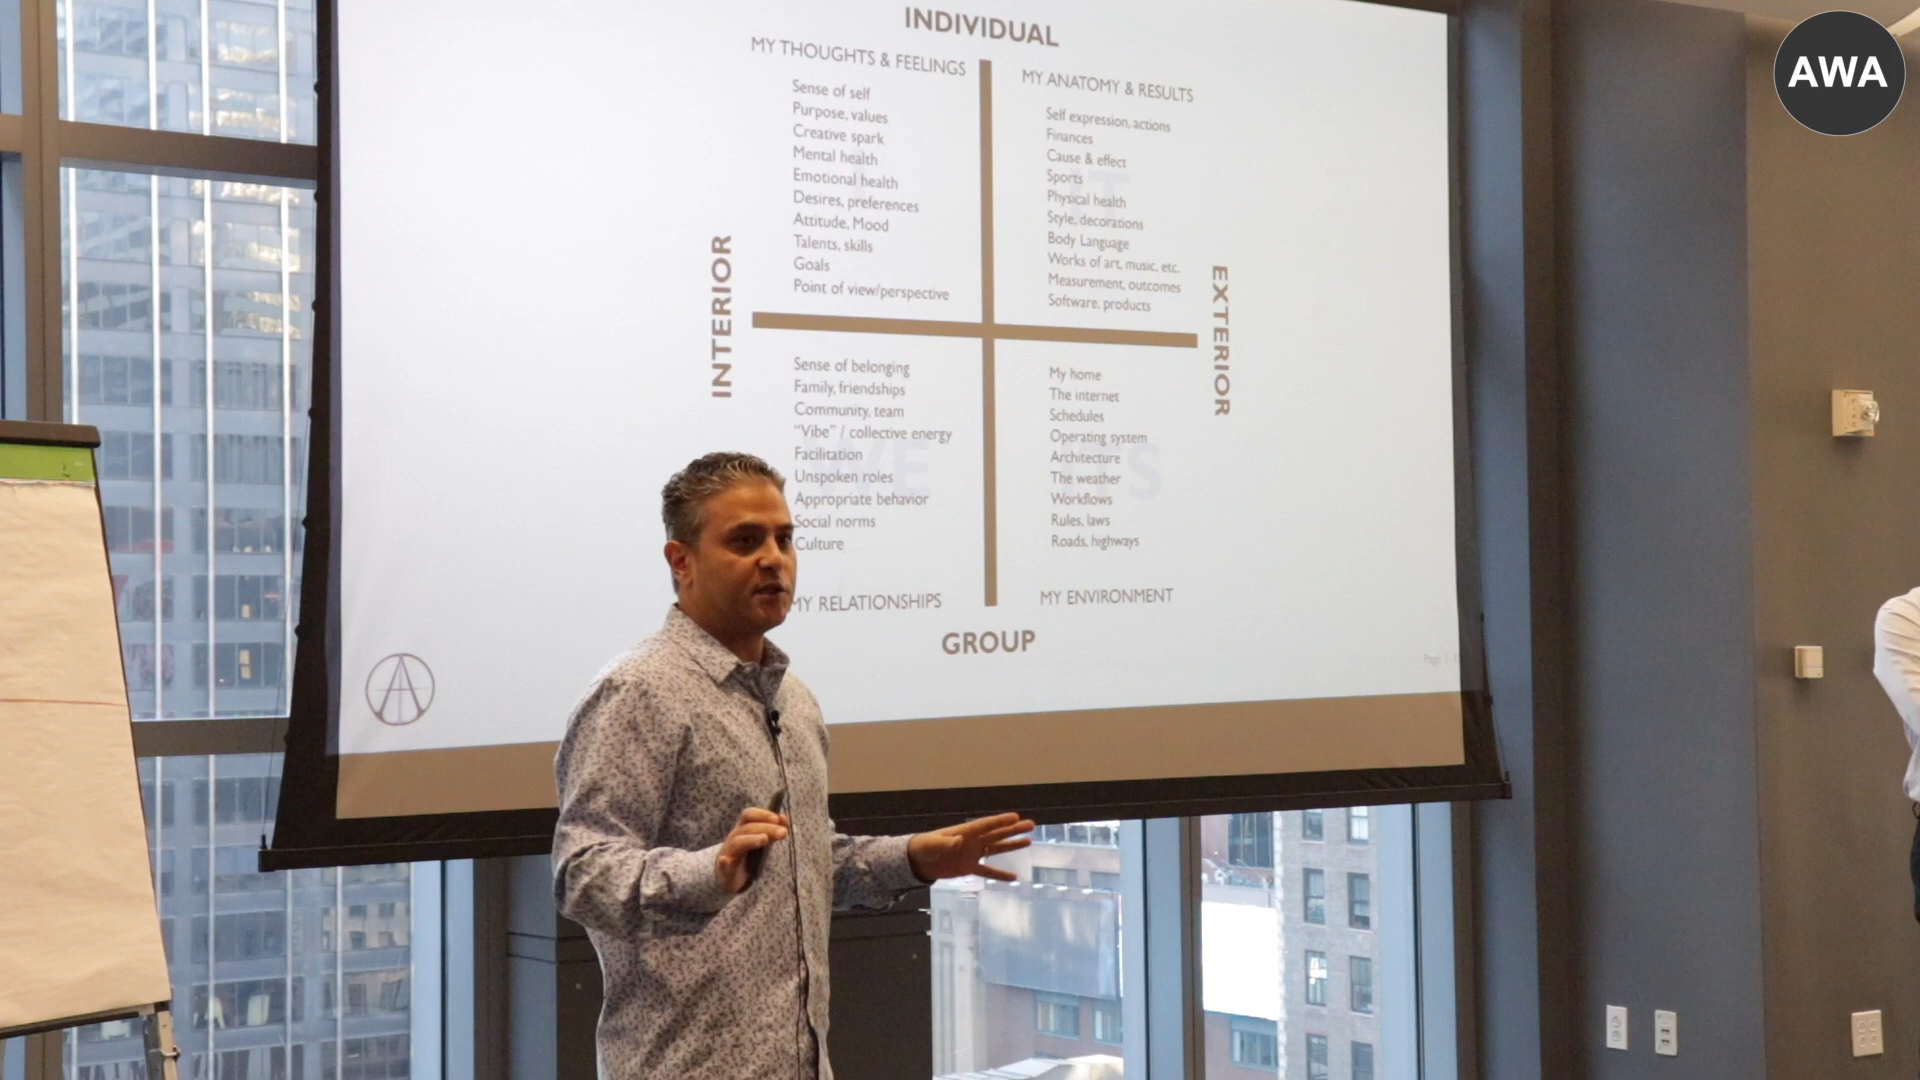 INDIVIDUAL
MY THOUGHTS & FEELINGS
Sense of self
Purpose, values
Creative spark
Mental health
Emotional health
Desires, preferences
Attitude, Mood
Talents, skills
Goals
Point of view/perspective
MY ANATOMY & RESULTS
Self expression, actions
Finances
Cause & effect
Sports
Physical health
Style, decorations
Body Language
Works of art, music, etc.
Measurement, outcomes
Software, products
IT
INTERIOR
EXTERIOR
Sense of belonging
Family, friendships
Community, team
"Vibe" / collective energy
Facilitation
Unspoken roles
Appropriate behavior
Social norms
Culture
WE
MY RELATIONSHIPS
My home
The internet
Schedules
Operating system
Architecture
The weather
Workflows
Rules, laws
Roads, highways
ITS
MY ENVIRONMENT
GROUP
Page |
AWA